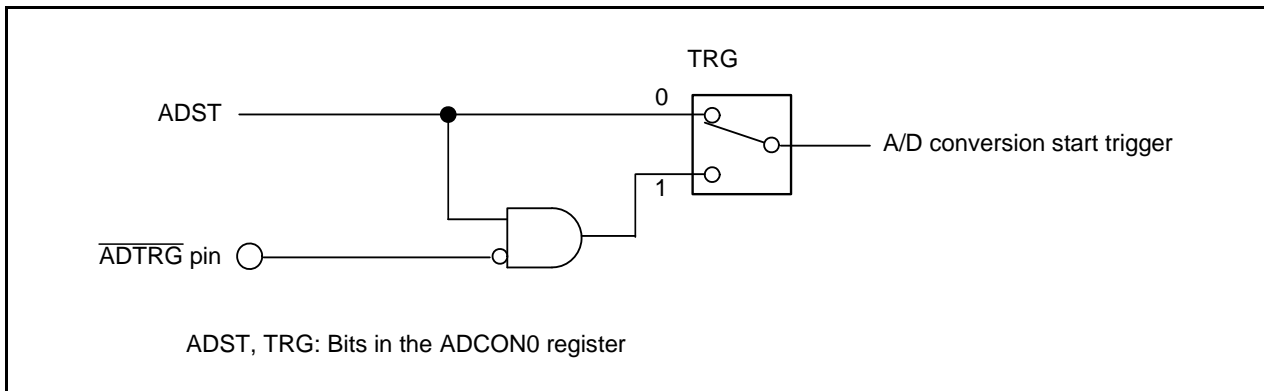 TRG
0
ADST
A/D conversion start trigger
1
ADTRG pin
ADST, TRG: Bits in the ADCON0 register